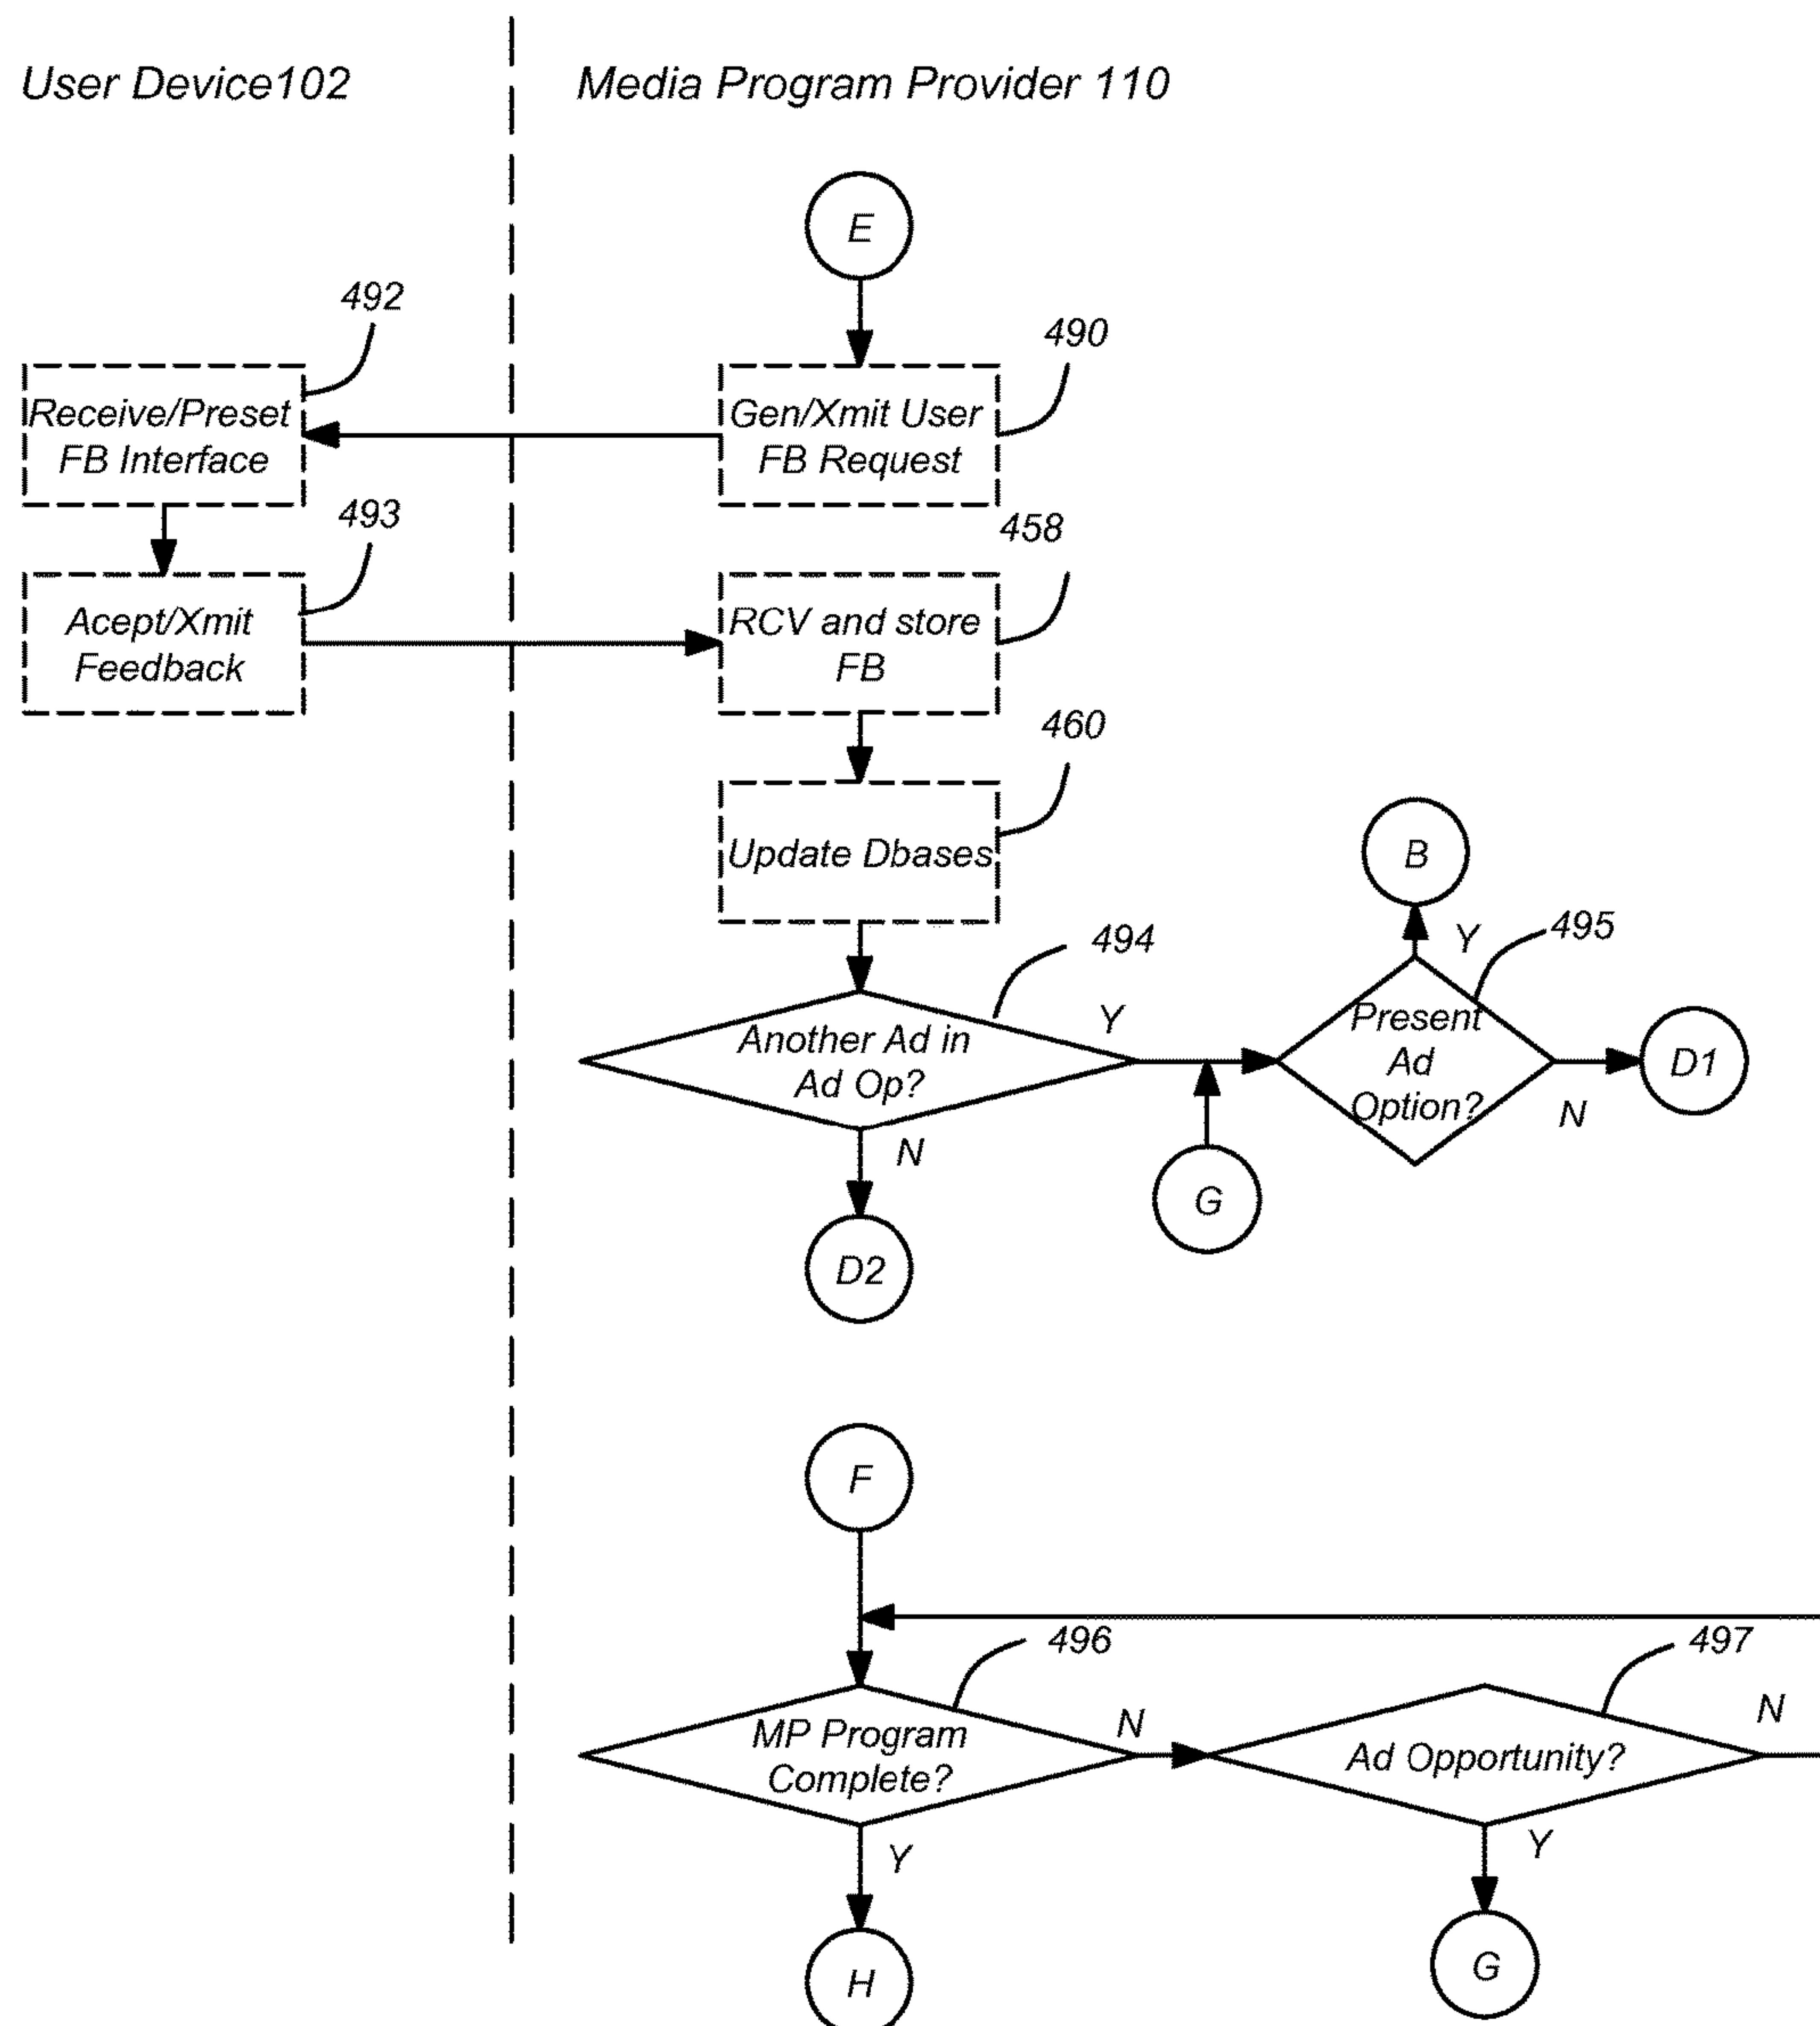 User Device102
Media Program Provider 110
E
492
490
Receive/Preset
FB Interface
Gen/Xmit User
FB Request
493
458
Acept/Xmit
Feedback
RCV and store
FB
460
Update Dbases
B
494
Y
495
Another Ad in
Ad Op?
Y
Present
Ad
Option?
D1
N
N
G
D2
F
496
497
MP Program
Complete?
N
Ad Opportunity?
N
Y
Y
H
G